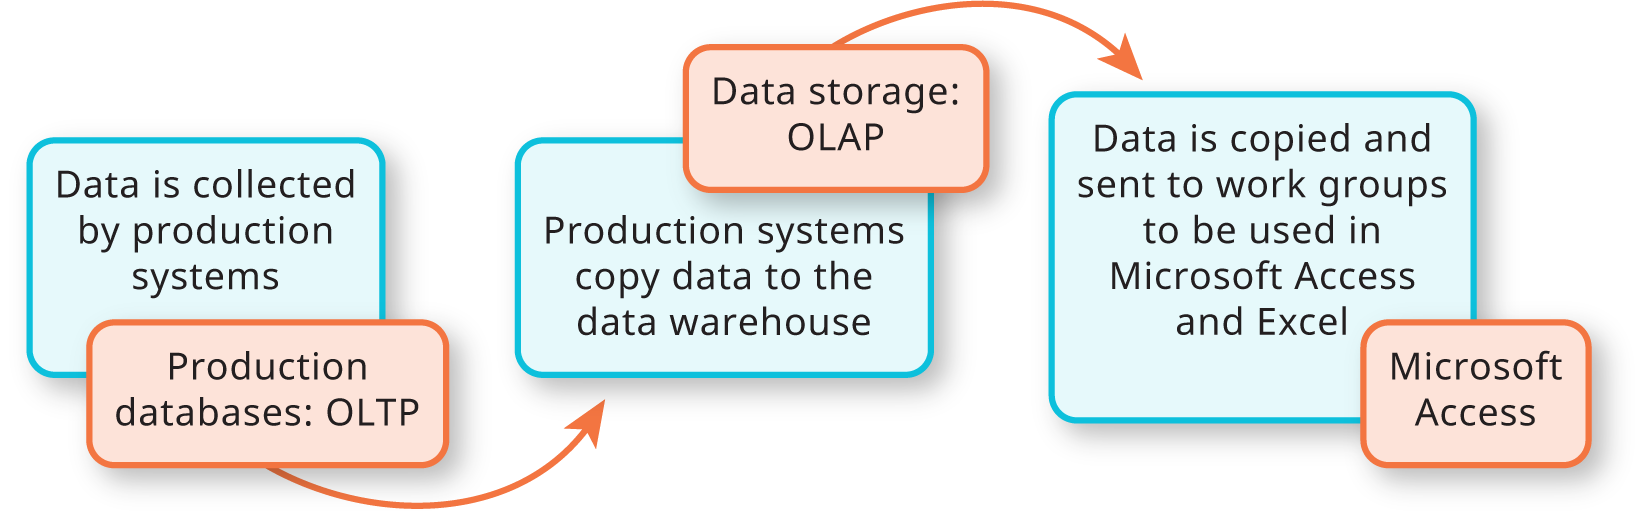 Data is collected
by production
systems
Production
databases: OLTP
Data storage:
OLAP
Production systems
copy data to the
data warehouse
Data is copied and
sent to work groups
to be used in
Microsoft Access
and Excel
Microsoft
Access